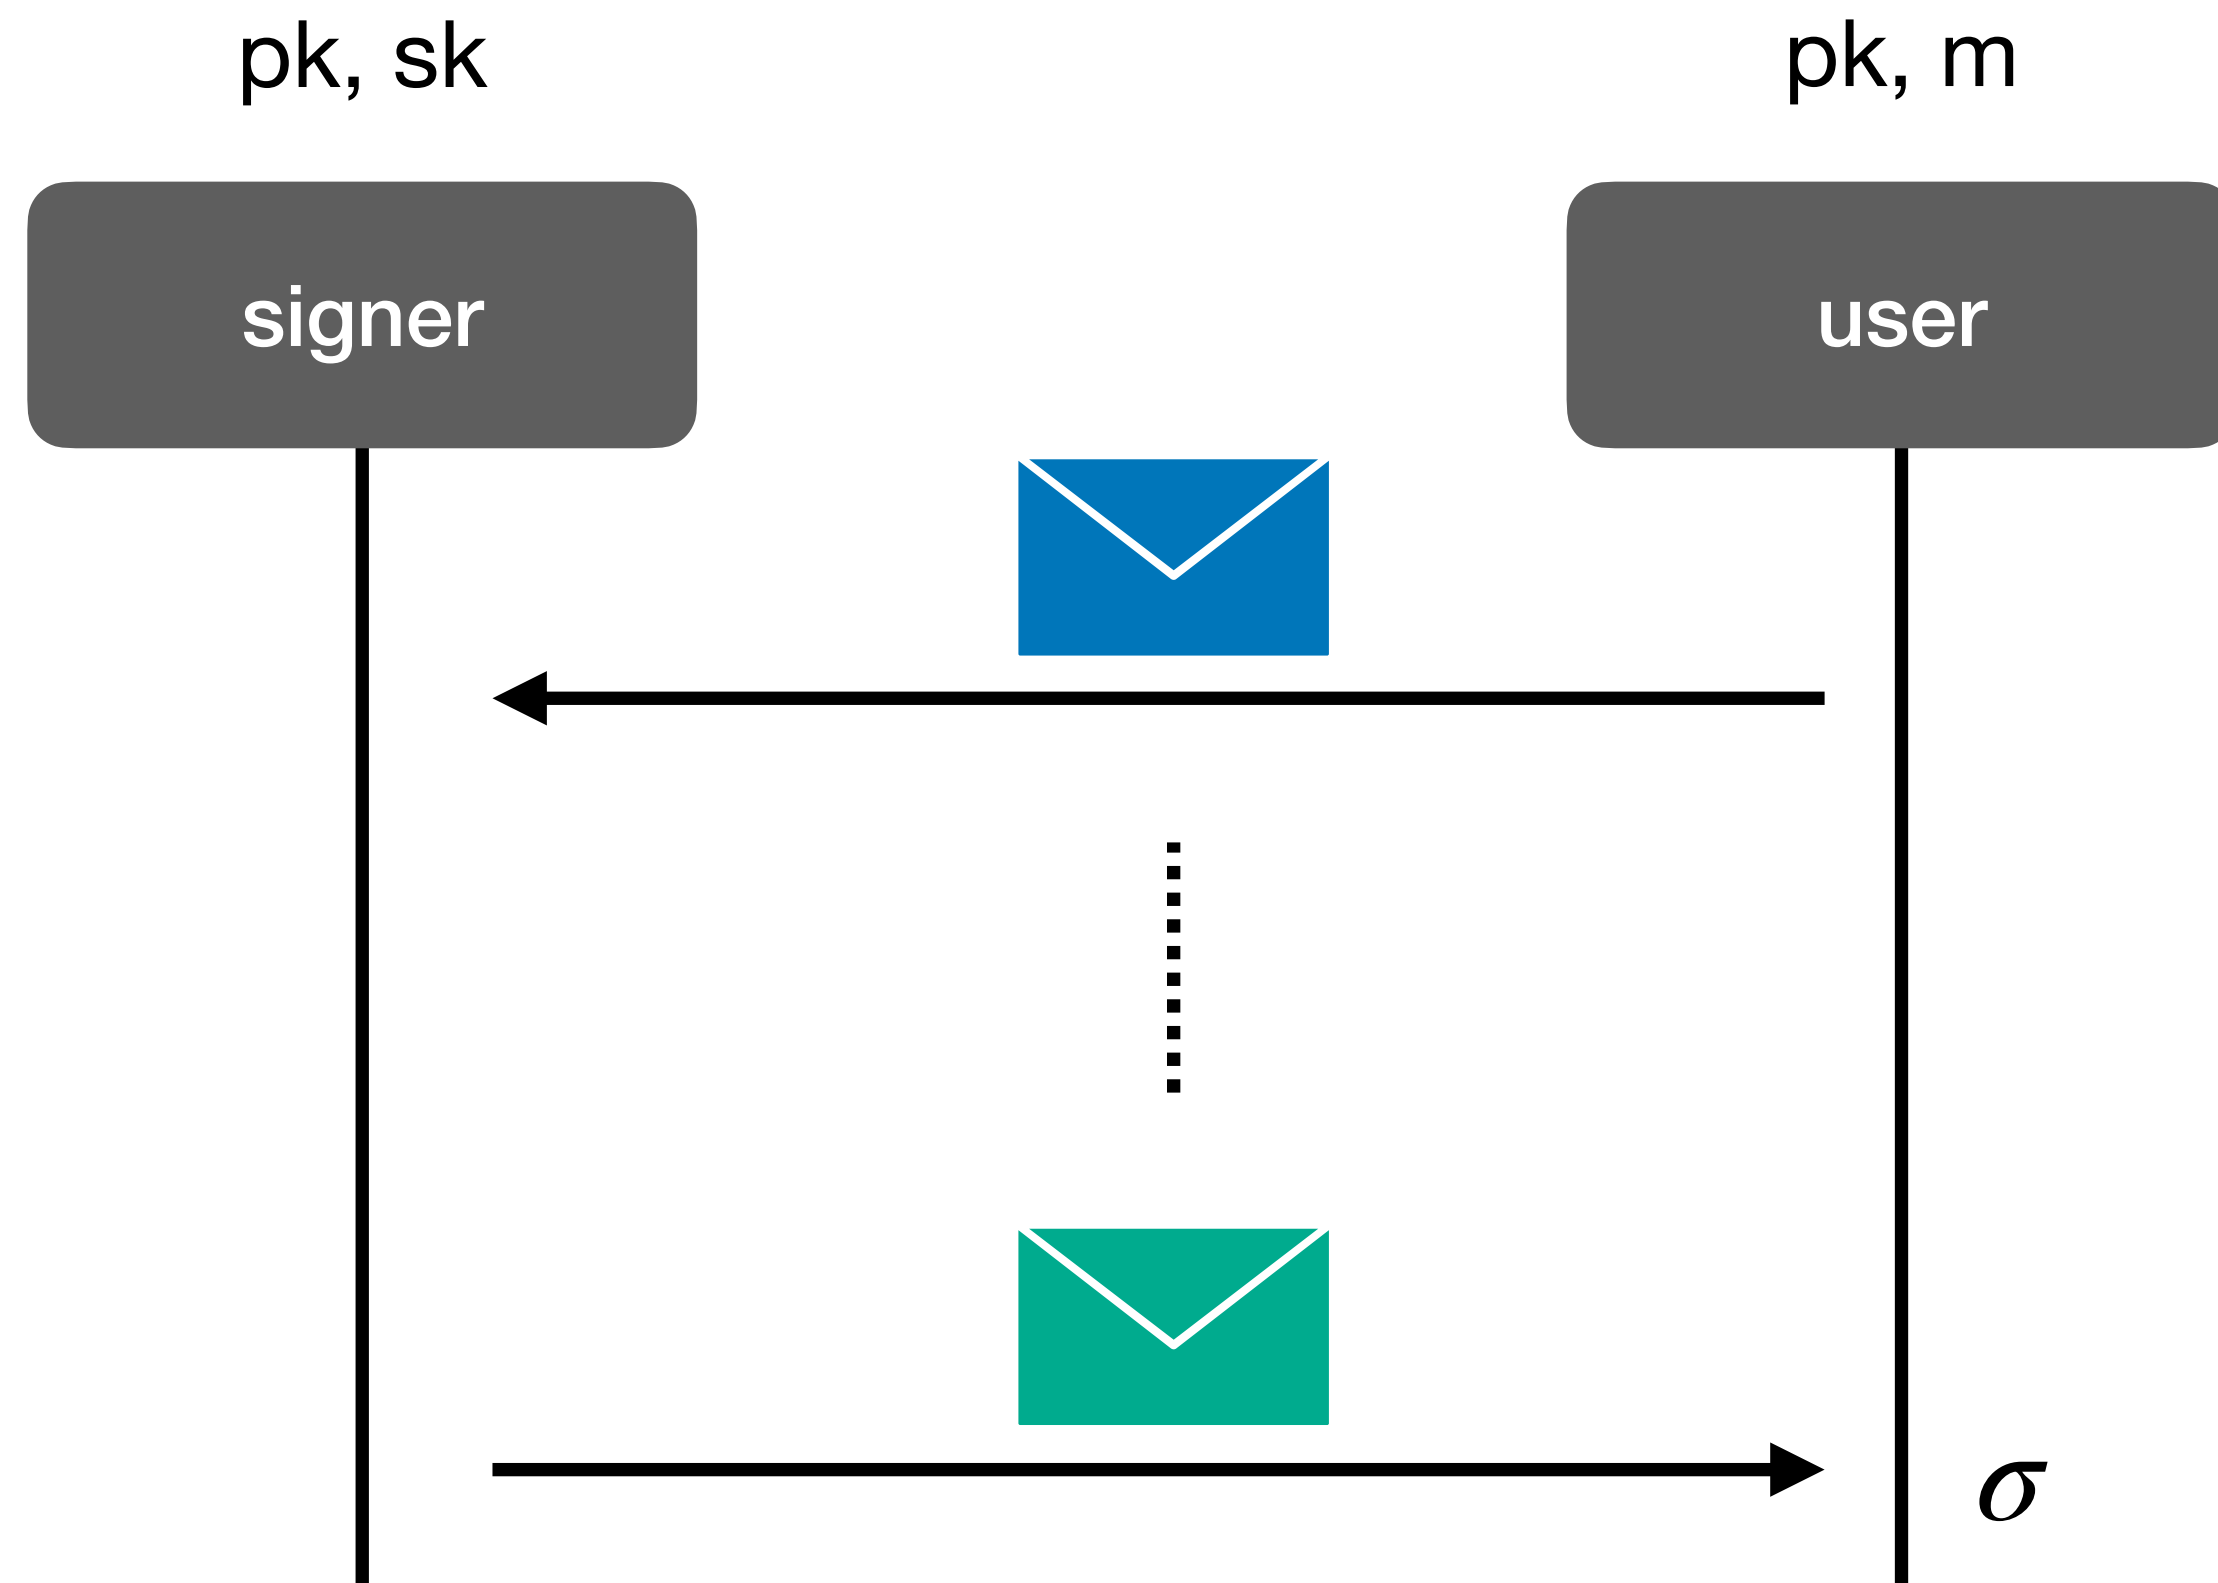 pk, sk
pk, m
signer
user
σ